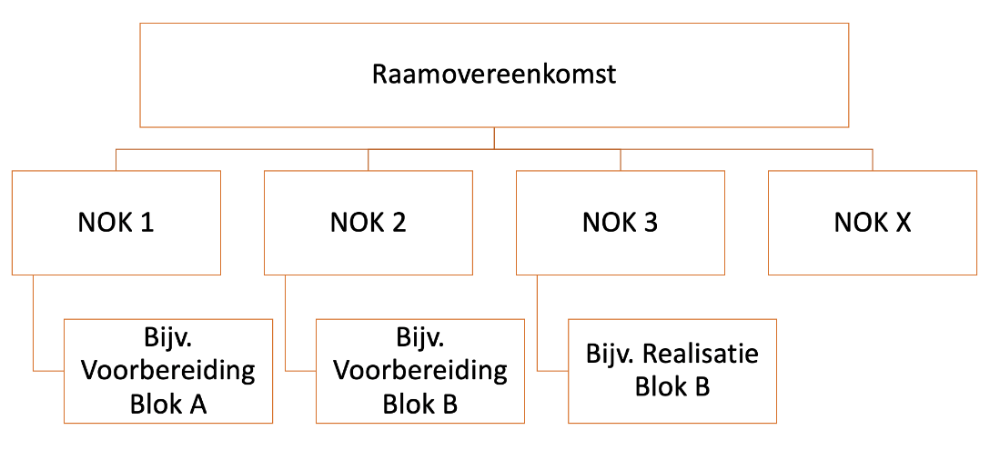 Raamovereenkomst
NOK 1
NOK 2
NOK 3
NOK X
Bijv.
Voorbereiding
Blok A
Bijv.
Voorbereiding
Blok B
Bijv. Realisatie
Blok B